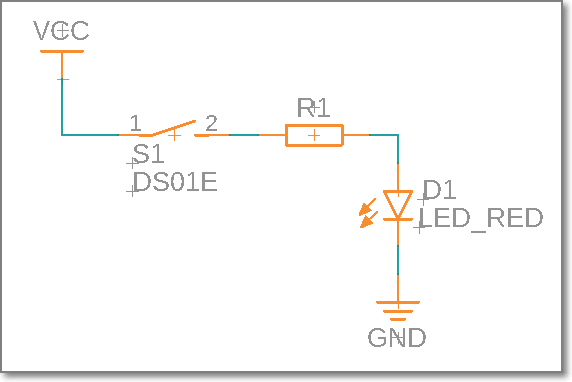 VCC
1
2
R1
S1
DS01E
D1
LED_RED
GND